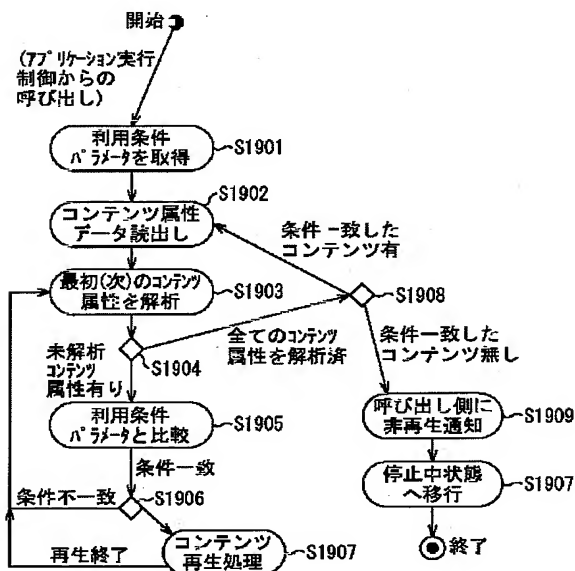 開始
(アプリケーション実行
制御からの
呼び出し)
利用条件
パラメータを取得
S1901
S1902
コンテンツ属性
データ読出し
条件一致した
コンテンツ有
最初(次)のコンテンツ
属性を解析
S1903
S1908
未解析
コンテンツ
属性有り
S1904
全てのコンテンツ
属性を解析済
条件一致した
コンテンツ無し
利用条件
パラメータと比較
S1905
呼び出し側に
非再生通知
S1909
条件一致
条件不一致
S1906
停止中状態
へ移行
S1907
再生終了
コンテンツ
再生処理
S1907
終了